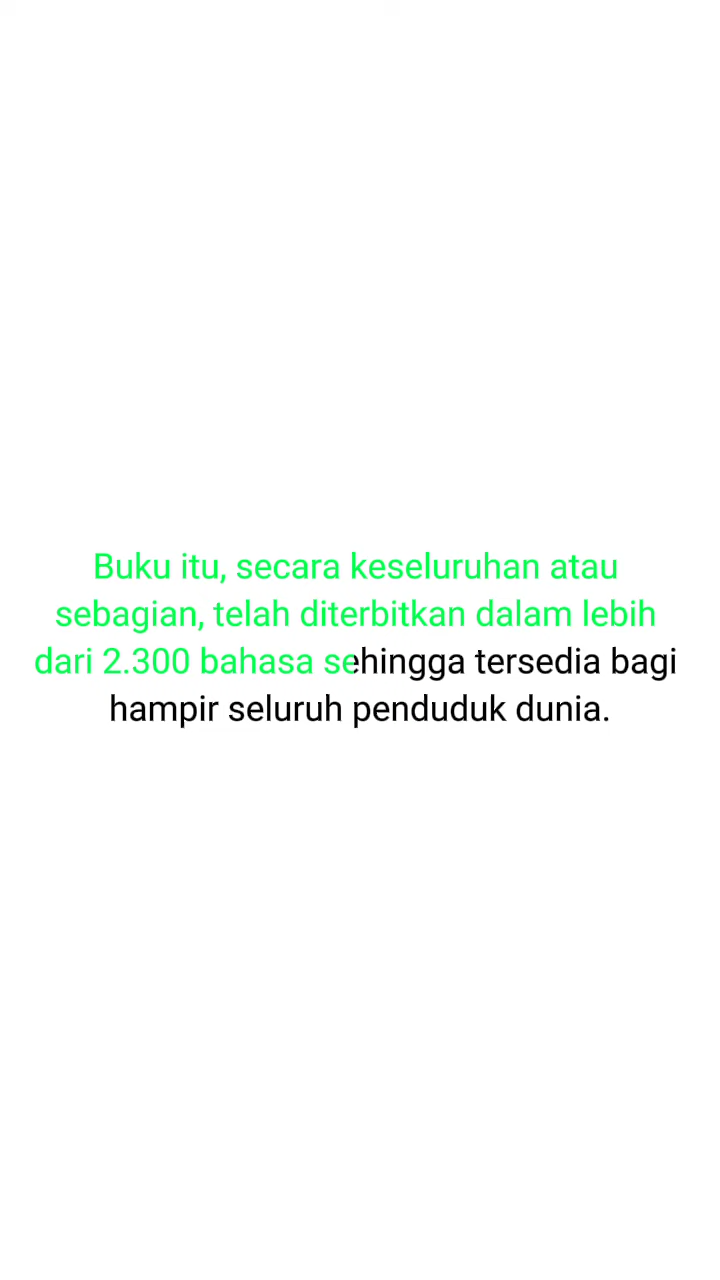 Buku itu, secara keseluruhan atau
sebagian, telah diterbitkan dalam lebih
dari 2.300 bahasa sehingga tersedia bagi
hampir seluruh penduduk dunia.